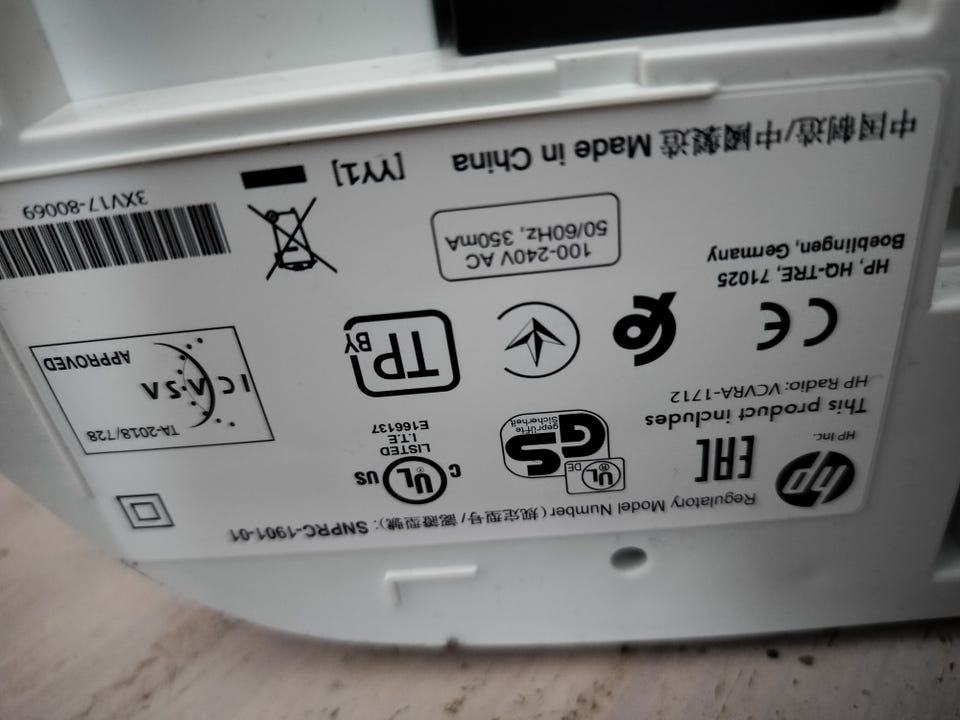 Regulatory Model Number (规定型号 / 認證型號): SNPRC-1901-01
hp
HP Inc.
EAC
UL
DE
GS
geprüfte
Sicherheit
C UL US
LISTED
I.T.E.
E166137
This product includes
HP Radio: VCVRA-1712
TA-2018/728
ICASA
APPROVED
CE
TP
BY
HP, HQ-TRE, 71025
Boeblingen, Germany
100-240V AC
50/60Hz, 350mA
3XV17-80069
中国制造/中國製造 Made in China
[YY1]